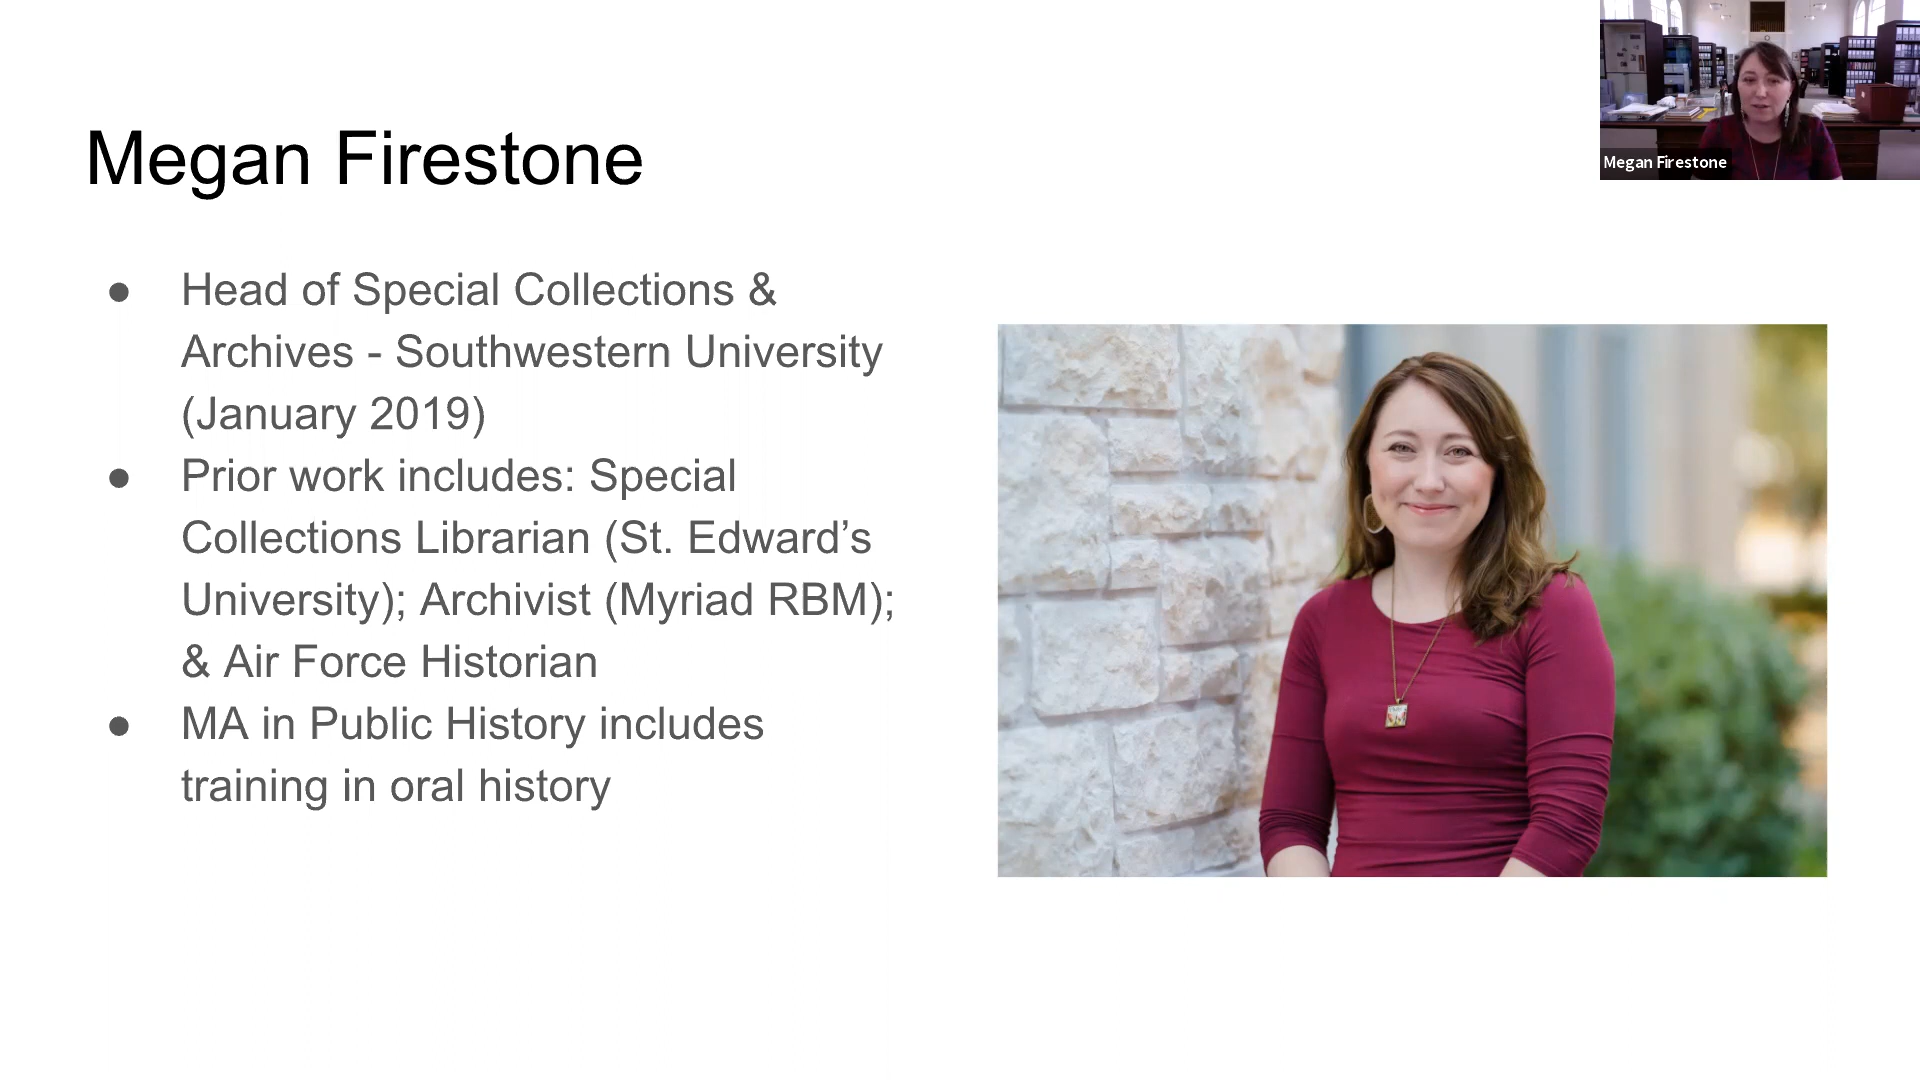 Megan Firestone
Megan Firestone
● Head of Special Collections &
Archives - Southwestern University
(January 2019)
● Prior work includes: Special
Collections Librarian (St. Edward’s
University); Archivist (Myriad RBM);
& Air Force Historian
● MA in Public History includes
training in oral history